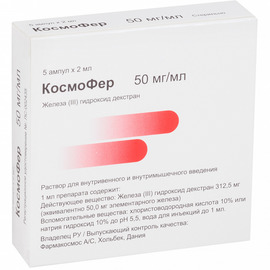 5 ампул x 2 мл
КосмоФер 50 мг/мл
Железа (III) гидроксид декстран
Раствор для внутривенного и внутримышечного введения
1 мл препарата содержит:
Действующее вещество: Железа (III) гидроксид декстран 312,5 мг
(эквивалентно 50,0 мг элементарного железа)
Вспомогательные вещества: хлористоводородная кислота 10% или
натрия гидроксид 10% до pH 5,5, вода для инъекций до 1 мл.
Владелец РУ / Выпускающий контроль качества:
Фармакосмос А/С, Хольбек, Дания
50 мг/мл
КосмоФер